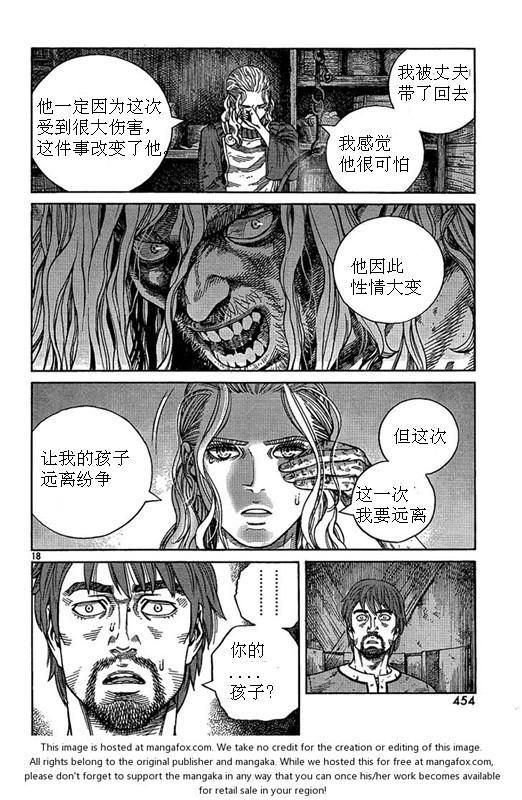 我被丈夫
带了回去
我感觉
他很可怕
他一定因为这次
受到很大伤害，
这件事改变了他。
他因此
性情大变
但这次
这一次
我要远离
让我的孩子
远离纷争
18
............
你的
....
孩子？
454
This image is hosted at mangafox.com. We take no credit for the creation or editing of this image.
All rights belong to the original publisher and mangaka. While we hosted this for free at mangafox.com,
please don't forget to support the mangaka in any way that you can once his/her work becomes available
for retail sale in your region!